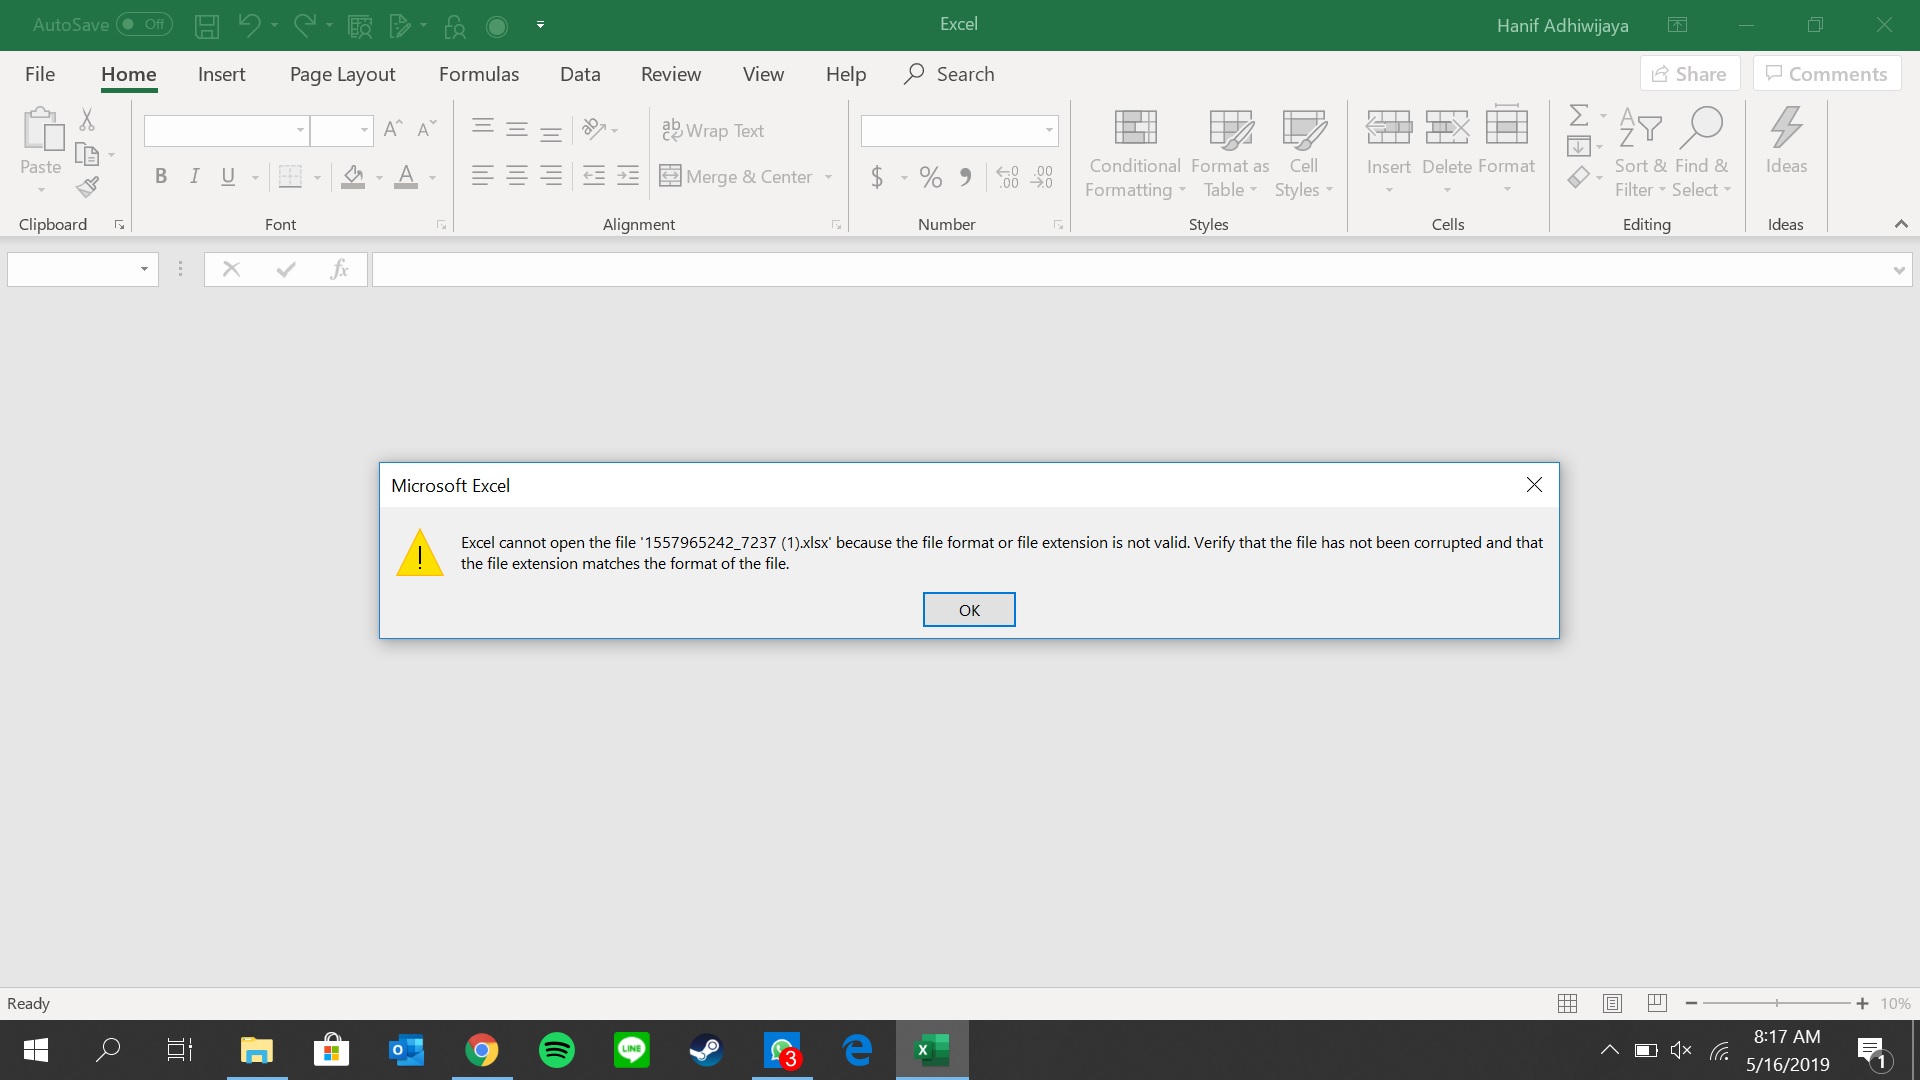 AutoSave Off
Excel
Hanif Adhiwijaya
File Home Insert Page Layout Formulas Data Review View Help Search Share Comments
Paste
B I U
ab Wrap Text
Merge & Center
$ % 9 .00 .00
Conditional Formatting
Format as Table
Cell Styles
Insert Delete Format
Sort & Filter
Find & Select
Ideas
Clipboard Font Alignment Number Styles Cells Editing Ideas
fx
Microsoft Excel
Excel cannot open the file '1557965242_7237 (1).xlsx' because the file format or file extension is not valid. Verify that the file has not been corrupted and that
the file extension matches the format of the file.
OK
Ready
10%
LINE
3
8:17 AM
5/16/2019
1